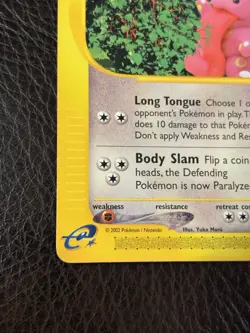 Long Tongue Choose 1 o
opponent's Pokémon in play. T
does 10 damage to that Poké
Don't apply Weakness and Res
Body Slam Flip a coin
heads, the Defending
Pokémon is now Paralyze
weakness resistance retreat co
©2002 Pokémon / Nintendo Illus. Yuka Morii
e